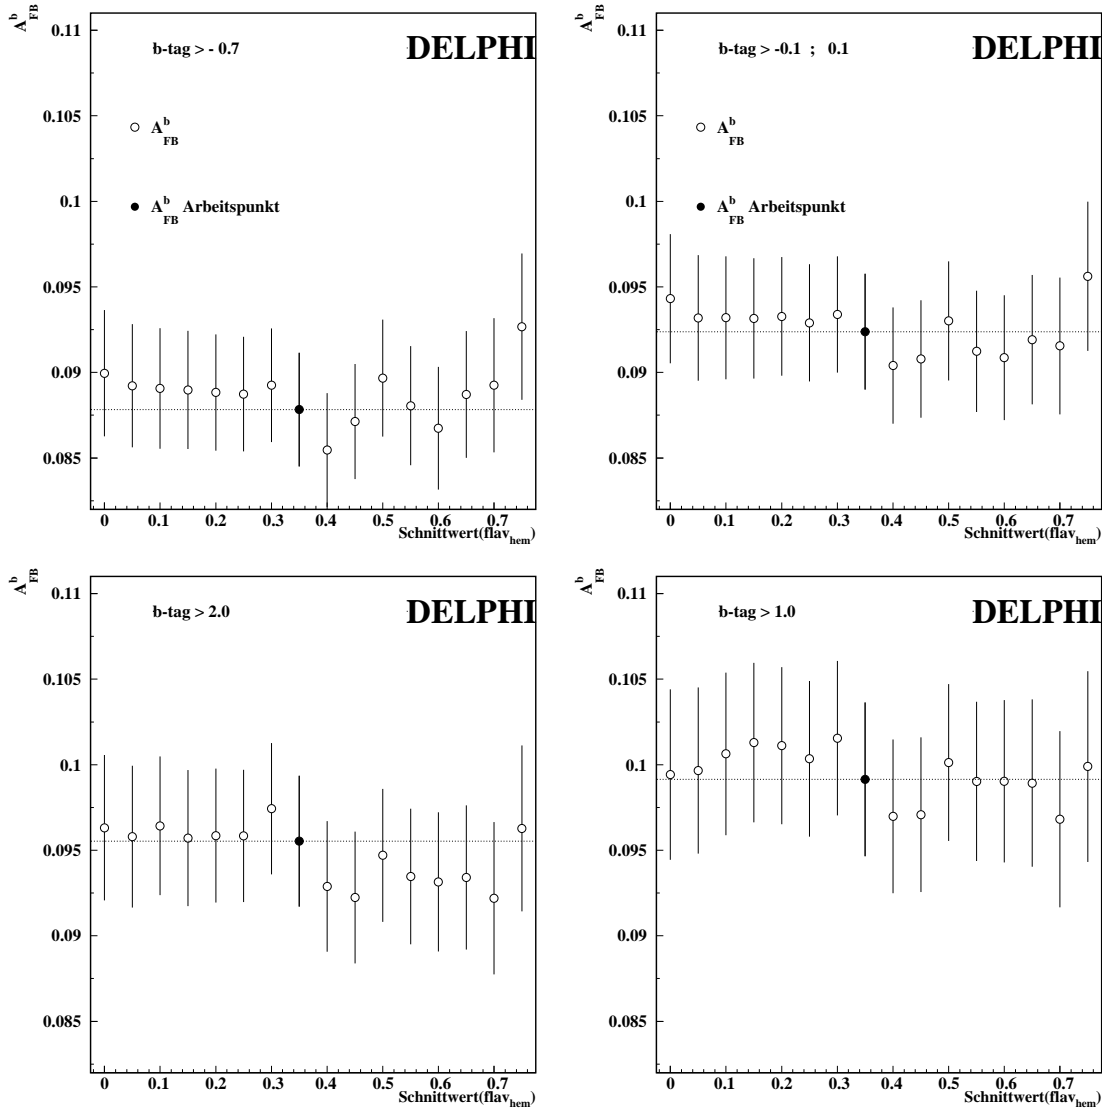 A^b_FB
0.11
b-tag > - 0.7
DELPHI
0.105
A^b_FB
0.1
A^b_FB Arbeitspunkt
0.095
0.09
0.085
0 0.1 0.2 0.3 0.4 0.5 0.6 0.7
Schnittwert(flav_hem)
A^b_FB
0.11
b-tag > -0.1 ; 0.1
DELPHI
0.105
A^b_FB
0.1
A^b_FB Arbeitspunkt
0.095
0.09
0.085
0 0.1 0.2 0.3 0.4 0.5 0.6 0.7
Schnittwert(flav_hem)
A^b_FB
0.11
b-tag > 2.0
DELPHI
0.105
0.1
0.095
0.09
0.085
0 0.1 0.2 0.3 0.4 0.5 0.6 0.7
Schnittwert(flav_hem)
A^b_FB
0.11
b-tag > 1.0
DELPHI
0.105
0.1
0.095
0.09
0.085
0 0.1 0.2 0.3 0.4 0.5 0.6 0.7
Schnittwert(flav_hem)